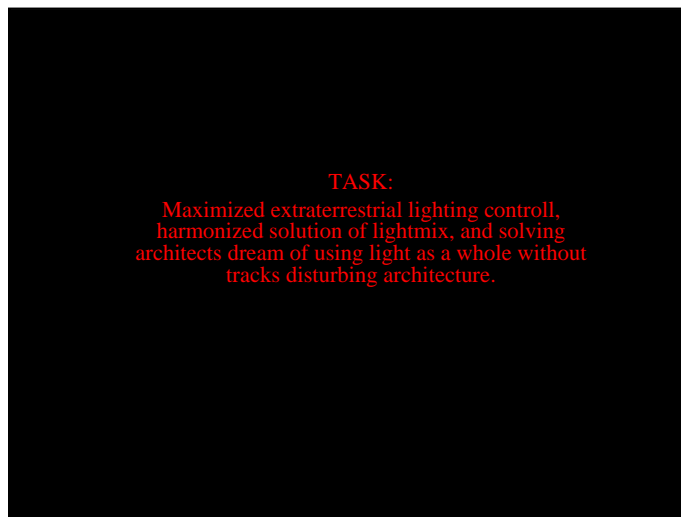 TASK:
Maximized extraterrestrial lighting controll,
harmonized solution of lightmix, and solving
architects dream of using light as a whole without
tracks disturbing architecture.